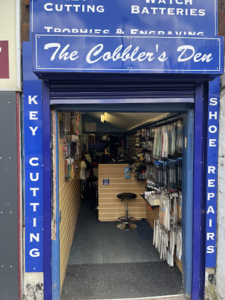 CUTTING
WATCH
BATTERIES
TROPHIES & ENGRAVING
The Cobbler's Den
KEY CUTTING
SHOE REPAIRS